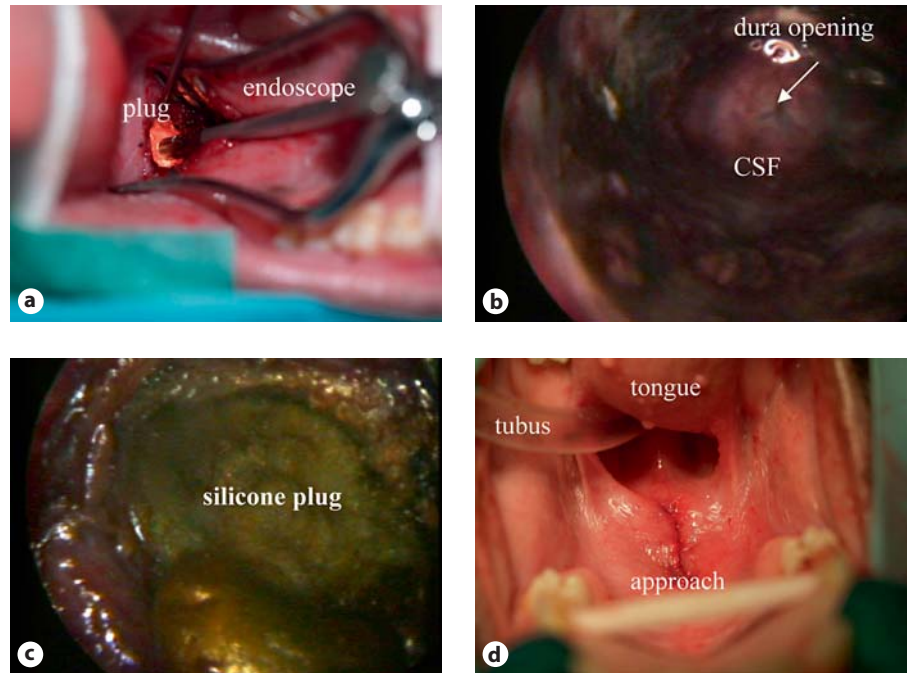 plug
endoscope
a
dura opening
CSF
b
silicone plug
c
tongue
tubus
approach
d